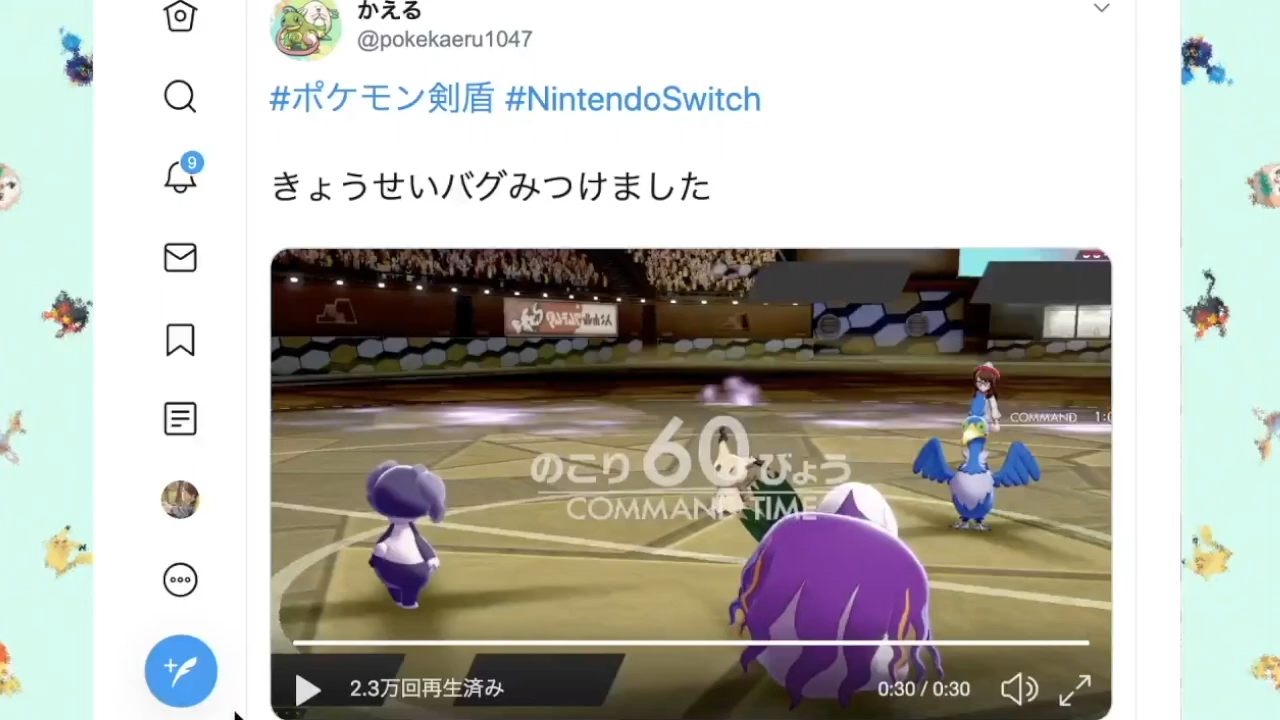 かえる
@pokekaeru1047
#ポケモン剣盾 #NintendoSwitch
9
きょうせいバグみつけました
のこり 60 びょう
COMMAND TIME
COMMAND
2.3万回再生済み
0:30 / 0:30